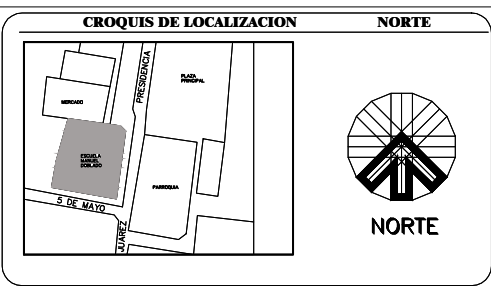 CROQUIS DE LOCALIZACION
NORTE
MERCADO
PRESIDENCIA
PLAZA
PRINCIPAL
ESCUELA
MANUEL
DOBLADO
PARROQUIA
5 DE MAYO
JUAREZ
NORTE